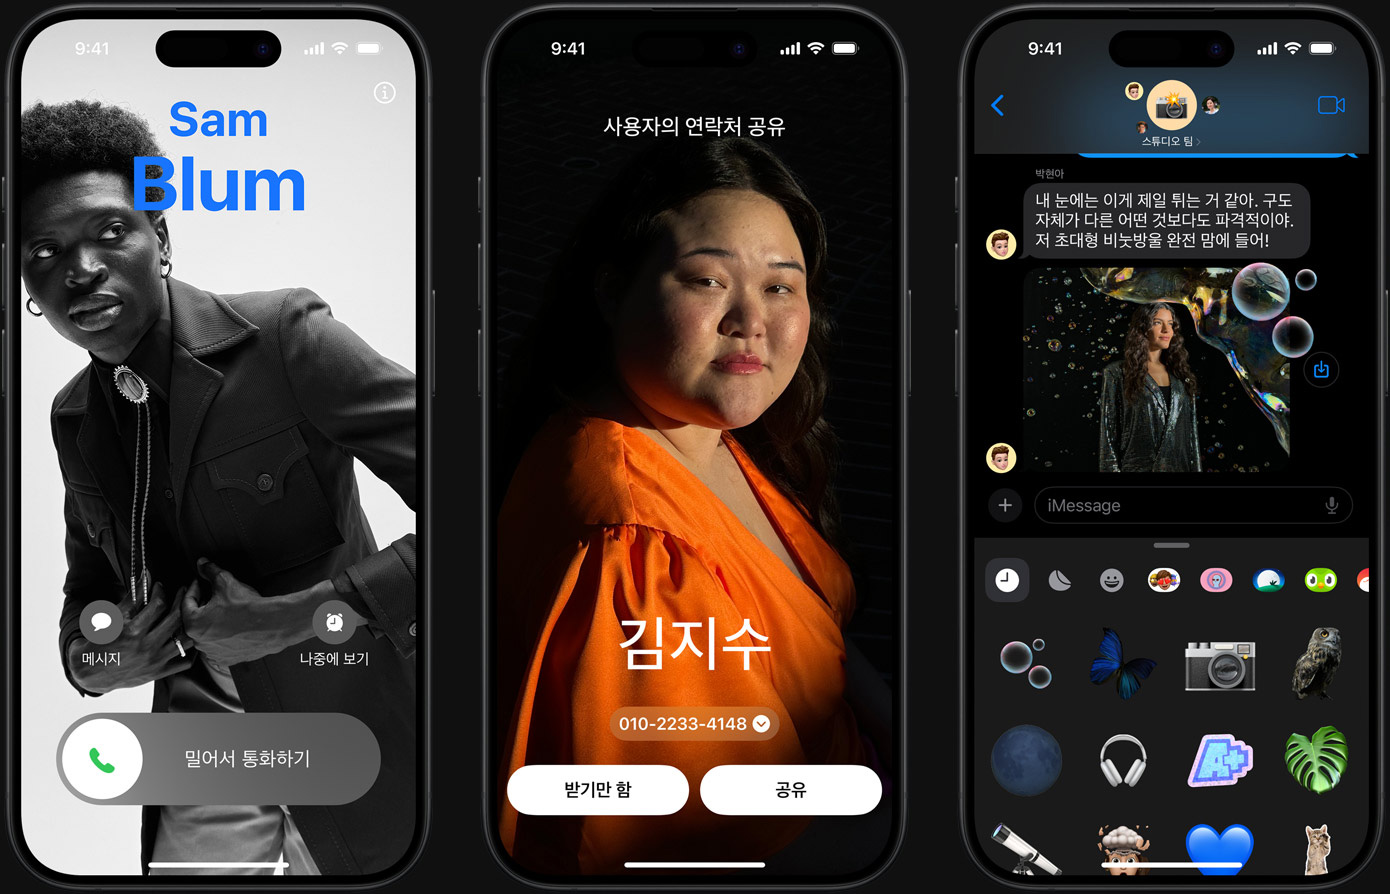 9:41
Sam
Blum
메시지
나중에 보기
밀어서 통화하기
9:41
사용자의 연락처 공유
김지수
010-2233-4148
받기만 함
공유
9:41
스튜디오 팀
박현아
내 눈에는 이게 제일 튀는 거 같아. 구도
자체가 다른 어떤 것보다도 파격적이야.
저 초대형 비눗방울 완전 맘에 들어!
iMessage
A+